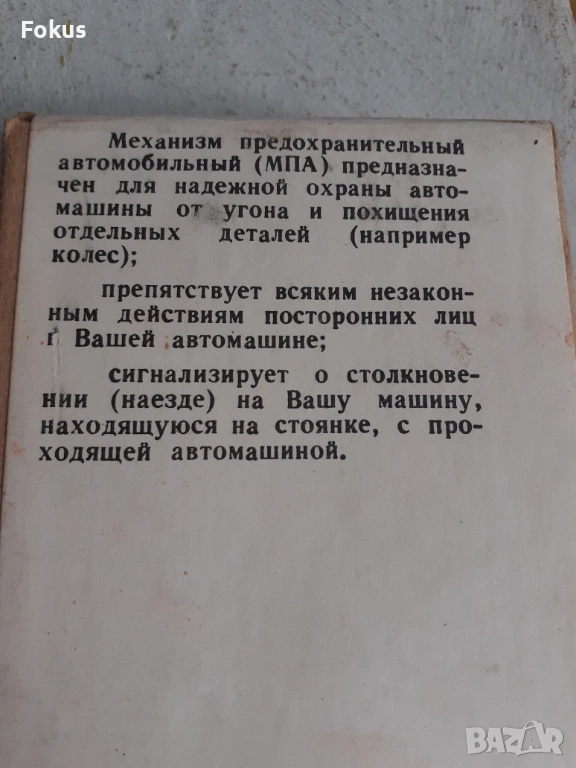 Fokus
Механизм предохранительный
автомобильный (МПА) предназна-
чен для надежной охраны авто-
машины от угона и похищения
отдельных деталей (например
колес);
препятствует всяким незакон-
ным действиям посторонних лиц
Вашей автомашине;
сигнализирует о столкнове-
нии (наезде) на Вашу машину,
находящуюся на стоянке, с про-
ходящей автомашиной.
BAZAR